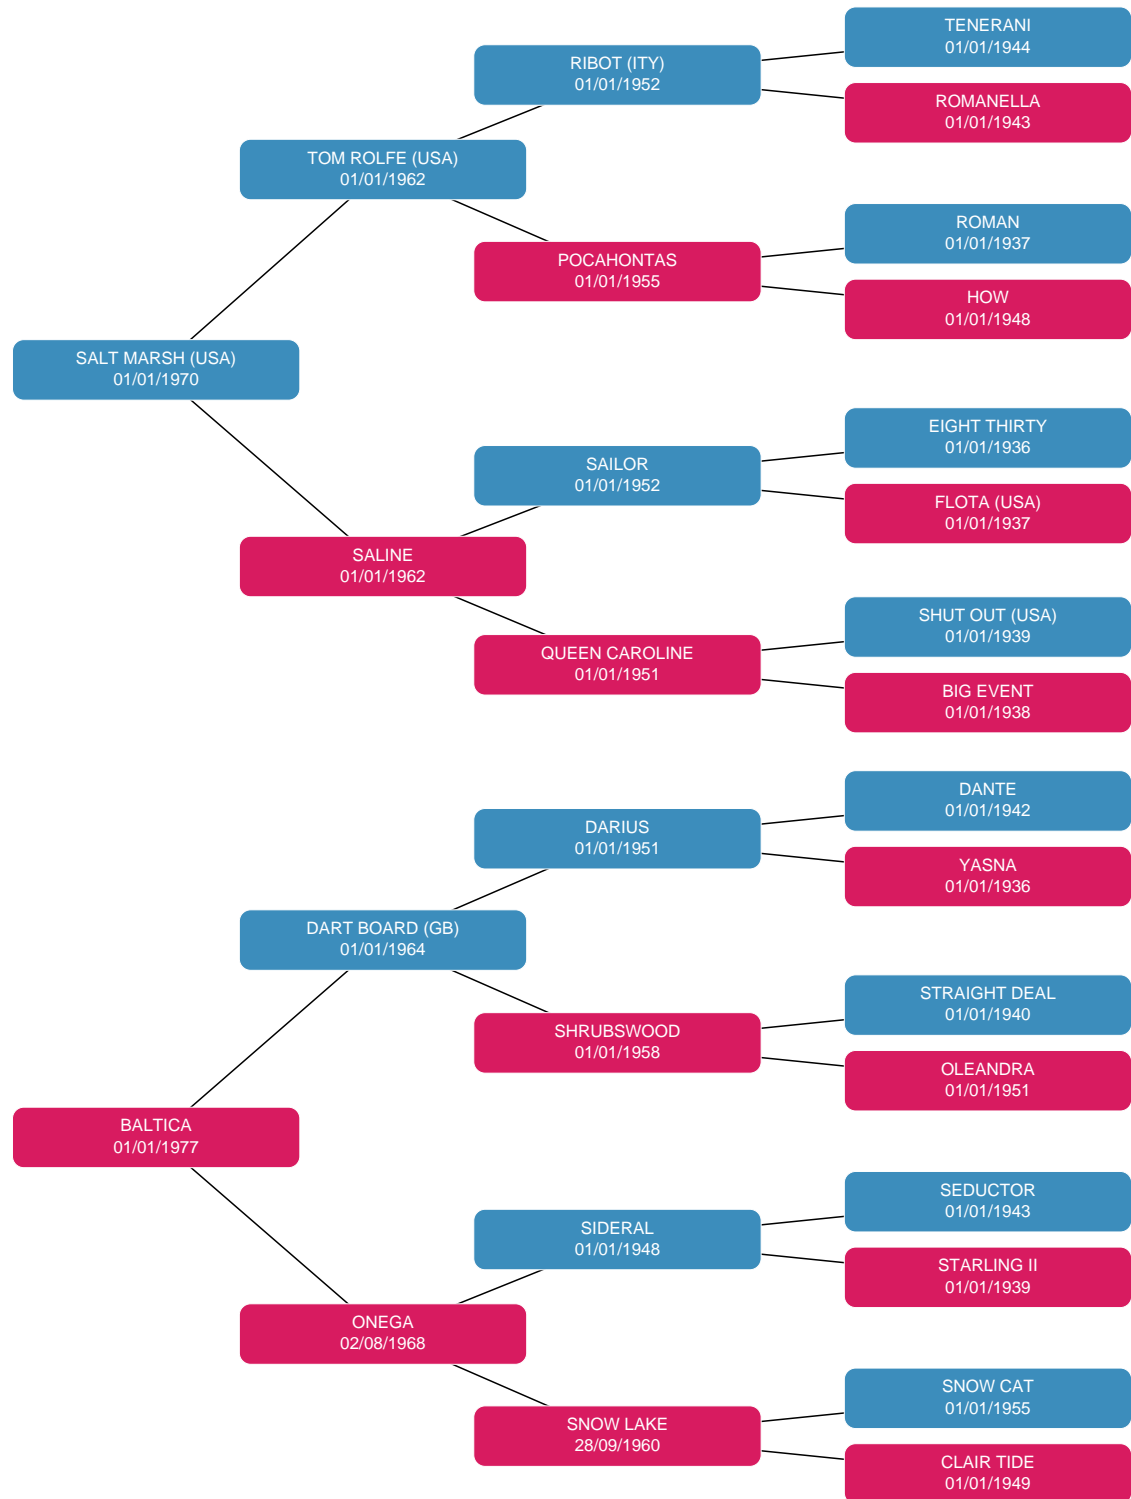 TENERANI
01/01/1944
RIBOT (ITY)
01/01/1952
ROMANELLA
01/01/1943
TOM ROLFE (USA)
01/01/1962
ROMAN
01/01/1937
POCAHONTAS
01/01/1955
HOW
01/01/1948
SALT MARSH (USA)
01/01/1970
EIGHT THIRTY
01/01/1936
SAILOR
01/01/1952
FLOTA (USA)
01/01/1937
SALINE
01/01/1962
SHUT OUT (USA)
01/01/1939
QUEEN CAROLINE
01/01/1951
BIG EVENT
01/01/1938
DANTE
01/01/1942
DARIUS
01/01/1951
YASNA
01/01/1936
DART BOARD (GB)
01/01/1964
STRAIGHT DEAL
01/01/1940
SHRUBSWOOD
01/01/1958
OLEANDRA
01/01/1951
BALTICA
01/01/1977
SEDUCTOR
01/01/1943
SIDERAL
01/01/1948
STARLING II
01/01/1939
ONEGA
02/08/1968
SNOW CAT
01/01/1955
SNOW LAKE
28/09/1960
CLAIR TIDE
01/01/1949